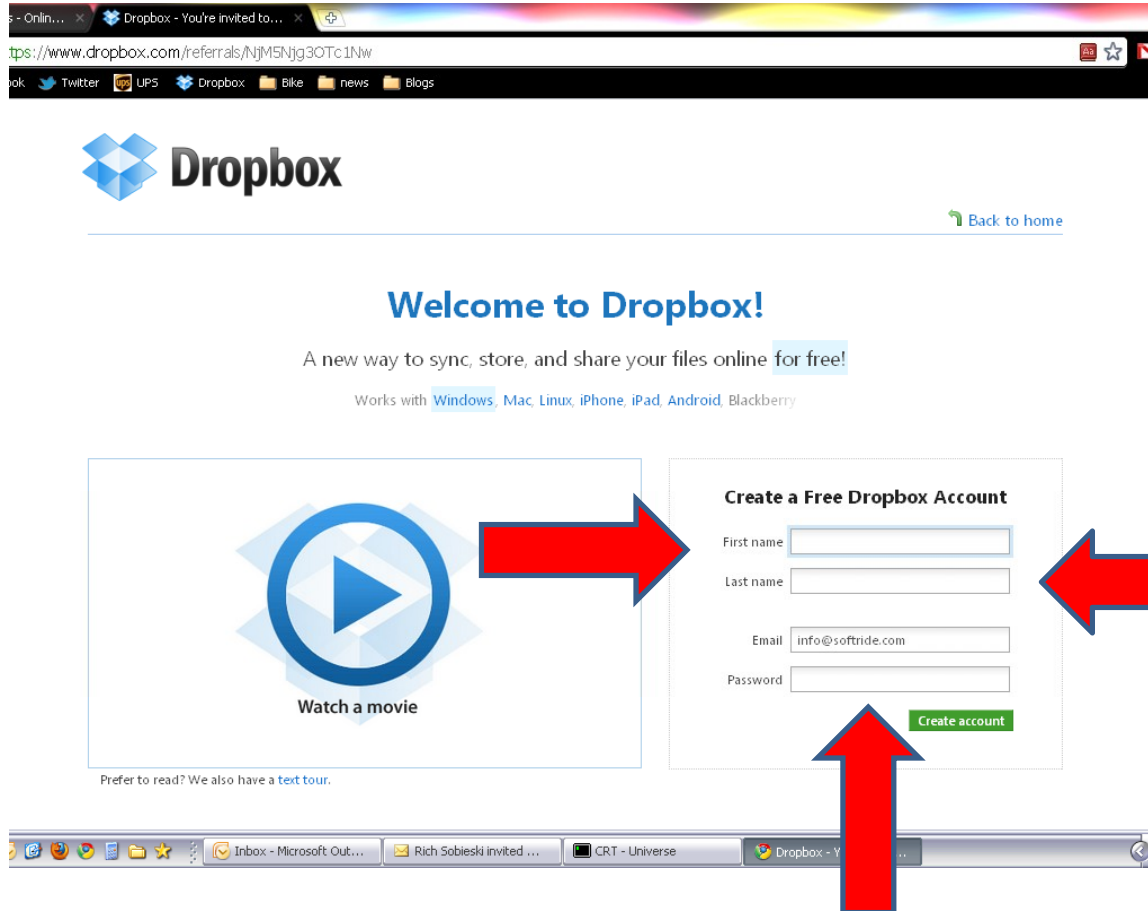 s - Onlin...
Dropbox - You're invited to...
tps://www.dropbox.com/referrals/NjM5Njg3OTc1Nw
ook Twitter UPS Dropbox Bike news Blogs
Dropbox
Back to home
Welcome to Dropbox!
A new way to sync, store, and share your files online for free!
Works with Windows, Mac, Linux, iPhone, iPad, Android, Blackberry
Create a Free Dropbox Account
First name
Last name
Email info@softride.com
Password
Create account
Watch a movie
Prefer to read? We also have a text tour.
Inbox - Microsoft Out... Rich Sobieski invited ... CRT - Universe Dropbox - Y ...